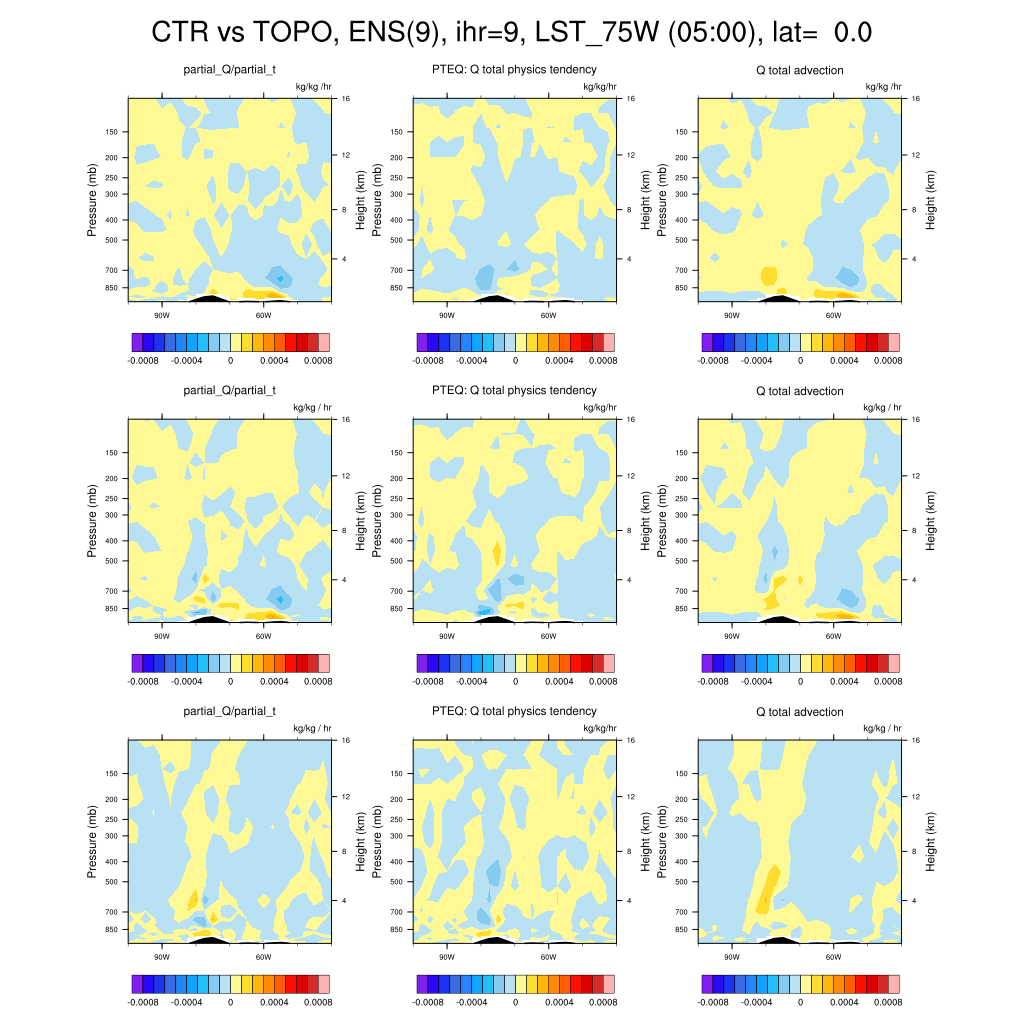 CTR vs TOPO, ENS(9), ihr=9, LST_75W (05:00), lat=  0.0
partial_Q/partial_t
PTEQ: Q total physics tendency
Q total advection
kg/kg /hr
kg/kg/hr
kg/kg/hr
Pressure (mb)
150
200
250
300
400
500
700
850
16
12
8
4
Height (km)
90W
60W
Pressure (mb)
150
200
250
300
400
500
700
850
16
12
8
4
Height (km)
90W
60W
Pressure (mb)
150
200
250
300
400
500
700
850
16
12
8
4
Height (km)
90W
60W
-0.0008 -0.0004 0 0.0004 0.0008
-0.0008 -0.0004 0 0.0004 0.0008
-0.0008 -0.0004 0 0.0004 0.0008
partial_Q/partial_t
PTEQ: Q total physics tendency
Q total advection
kg/kg / hr
kg/kg/hr
kg/kg / hr
Pressure (mb)
150
200
250
300
400
500
700
850
16
12
8
4
Height (km)
90W
60W
Pressure (mb)
150
200
250
300
400
500
700
850
16
12
8
4
Height (km)
90W
60W
Pressure (mb)
150
200
250
300
400
500
700
850
16
12
8
4
Height (km)
90W
60W
-0.0008 -0.0004 0 0.0004 0.0008
-0.0008 -0.0004 0 0.0004 0.0008
-0.0008 -0.0004 0 0.0004 0.0008
partial_Q/partial_t
PTEQ: Q total physics tendency
Q total advection
kg/kg / hr
kg/kg/hr
kg/kg / hr
Pressure (mb)
150
200
250
300
400
500
700
850
16
12
8
4
Height (km)
90W
60W
Pressure (mb)
150
200
250
300
400
500
700
850
16
12
8
4
Height (km)
90W
60W
Pressure (mb)
150
200
250
300
400
500
700
850
16
12
8
4
Height (km)
90W
60W
-0.0008 -0.0004 0 0.0004 0.0008
-0.0008 -0.0004 0 0.0004 0.0008
-0.0008 -0.0004 0 0.0004 0.0008